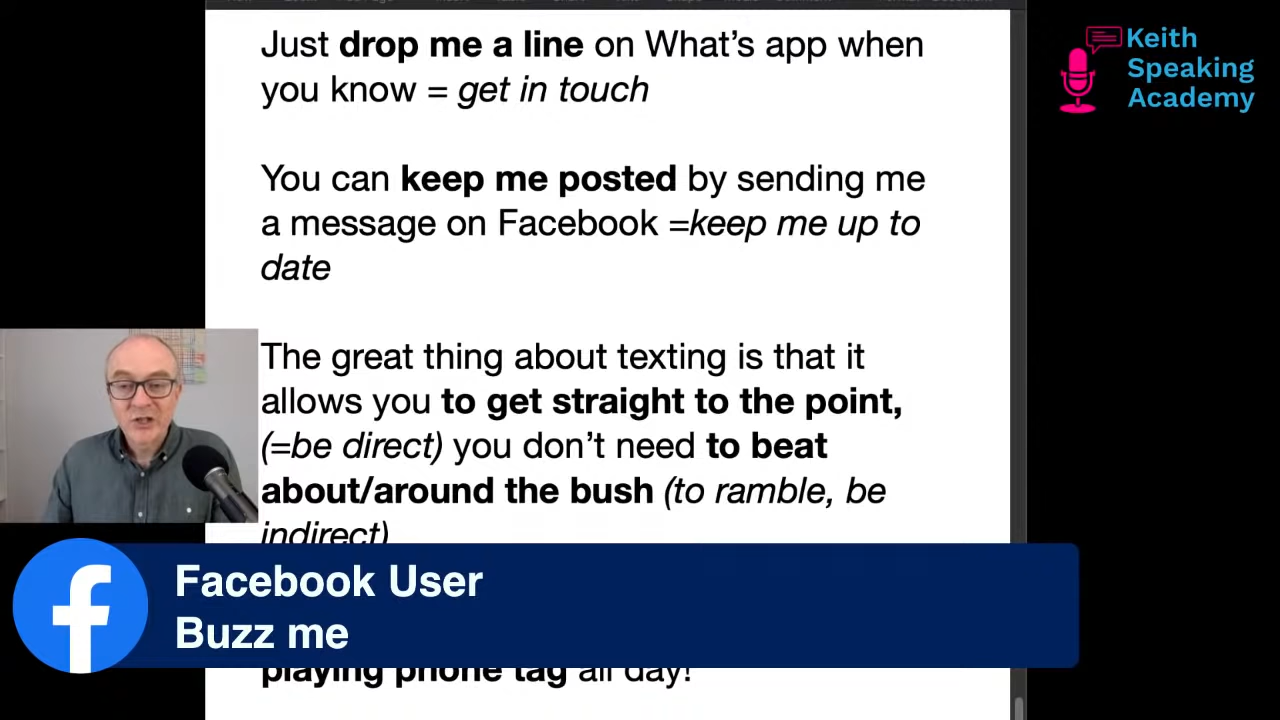 Just drop me a line on What's app when
you know = get in touch
You can keep me posted by sending me
a message on Facebook =keep me up to
date
The great thing about texting is that it
allows you to get straight to the point,
(=be direct) you don't need to beat
about/around the bush (to ramble, be
indirect)
Facebook User
Buzz me
playing phone tag all day!
Keith
Speaking
Academy